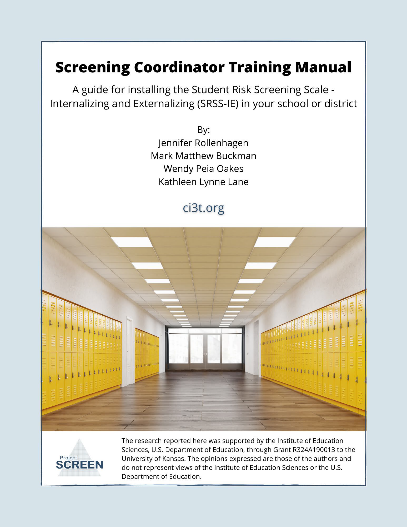 Screening Coordinator Training Manual
A guide for installing the Student Risk Screening Scale -
Internalizing and Externalizing (SRSS-IE) in your school or district
By:
Jennifer Rollenhagen
Mark Matthew Buckman
Wendy Peia Oakes
Kathleen Lynne Lane
ci3t.org
SCREEN
The research reported here was supported by the Institute of Education
Sciences, U.S. Department of Education, through Grant R324A190013 to the
University of Kansas. The opinions expressed are those of the authors and
do not represent views of the Institute of Education Sciences or the U.S.
Department of Education.